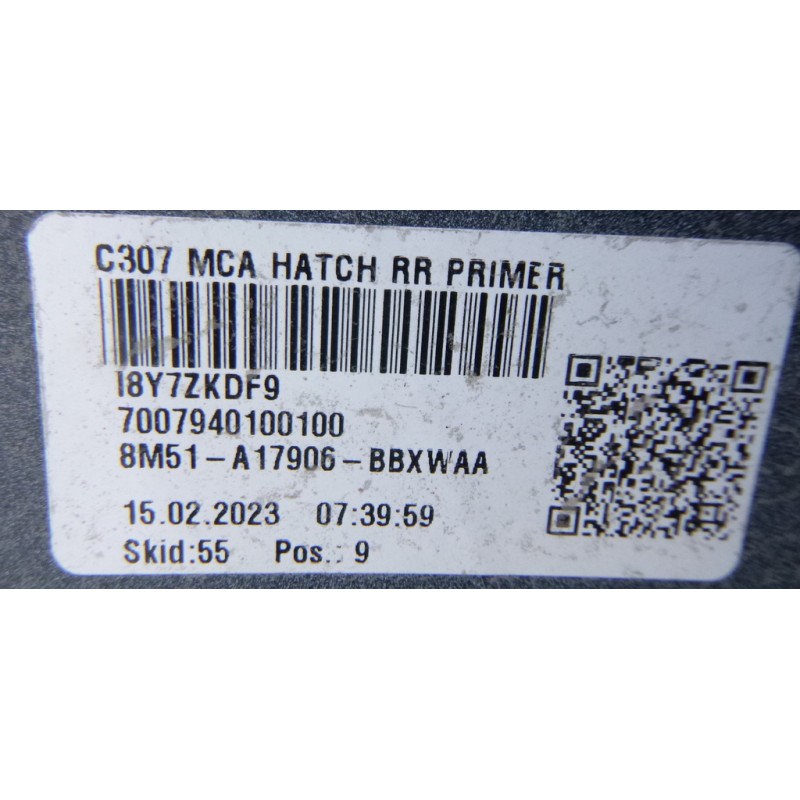 C307 MCA HATCH RR PRIMER
I8Y7ZKDF9
7007940100100
8M51-A17906-BBXWAA
15.02.2023 07:39:59
Skid:55 Pos.: 9